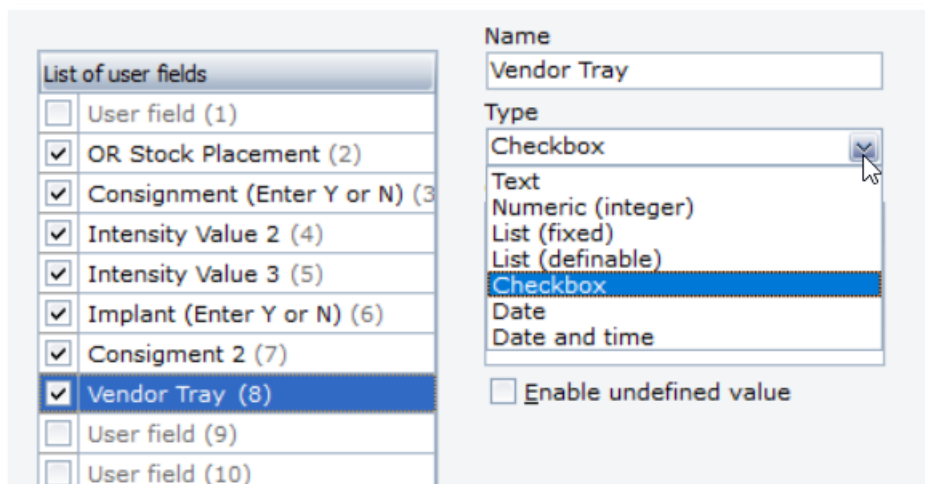 List of user fields
User field (1)
OR Stock Placement (2)
Consignment (Enter Y or N) (3
Intensity Value 2 (4)
Intensity Value 3 (5)
Implant (Enter Y or N) (6)
Consigment 2 (7)
Vendor Tray (8)
User field (9)
User field (10)
Name
Vendor Tray
Type
Checkbox
Text
Numeric (integer)
List (fixed)
List (definable)
Checkbox
Date
Date and time
Enable undefined value